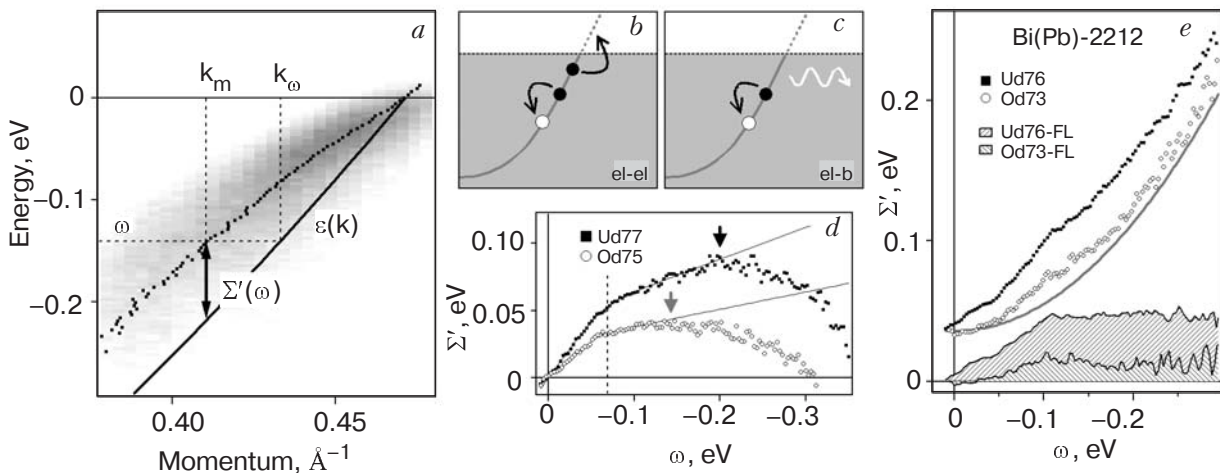 a
k_m
k_ω
0
−0.1
−0.2
Energy, eV
ω
ε(k)
Σ′(ω)
0.40
0.45
Momentum, Å⁻¹
b
el-el
c
el-b
d
Ud77
Od75
0.10
0.05
0
Σ′, eV
0
−0.1
−0.2
−0.3
ω, eV
e
Bi(Pb)-2212
Ud76
Od73
Ud76-FL
Od73-FL
0.2
0.1
0
Σ′, eV
0
−0.1
−0.2
ω, eV